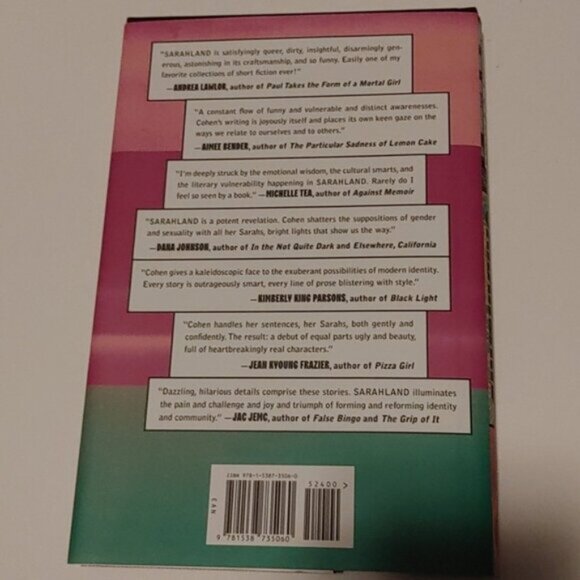 "SARAHLAND is satisfyingly queer, dirty, insightful, disarmingly gen-
erous, astonishing in its craftsmanship, and so funny. Easily one of my
favorite collections of short fiction ever!"
—ANDREA LAWLOR, author of Paul Takes the Form of a Mortal Girl
"A constant flow of funny and vulnerable and distinct awarenesses.
Cohen's writing is joyously itself and places its own keen gaze on the
ways we relate to ourselves and to others."
—AIMEE BENDER, author of The Particular Sadness of Lemon Cake
"I'm deeply struck by the emotional wisdom, the cultural smarts, and
the literary vulnerability happening in SARAHLAND. Rarely do I
feel so seen by a book." —MICHELLE TEA, author of Against Memoir
"SARAHLAND is a potent revelation. Cohen shatters the suppositions of gender
and sexuality with all her Sarahs, bright lights that show us the way."
—DANA JOHNSON, author of In the Not Quite Dark and Elsewhere, California
"Cohen gives a kaleidoscopic face to the exuberant possibilities of modern identity.
Every story is outrageously smart, every line of prose blistering with style."
—KIMBERLY KING PARSONS, author of Black Light
"Cohen handles her sentences, her Sarahs, both gently and
confidently. The result: a debut of equal parts ugly and beauty,
full of heartbreakingly real characters."
—JEAN KYOUNG FRAZIER, author of Pizza Girl
"Dazzling, hilarious details comprise these stories. SARAHLAND illuminates
the pain and challenge and joy and triumph of forming and reforming identity
and community." —JAC JEMC, author of False Bingo and The Grip of It
ISBN 978-1-5387-3506-0
52400 >
EAN
9 781538 735060